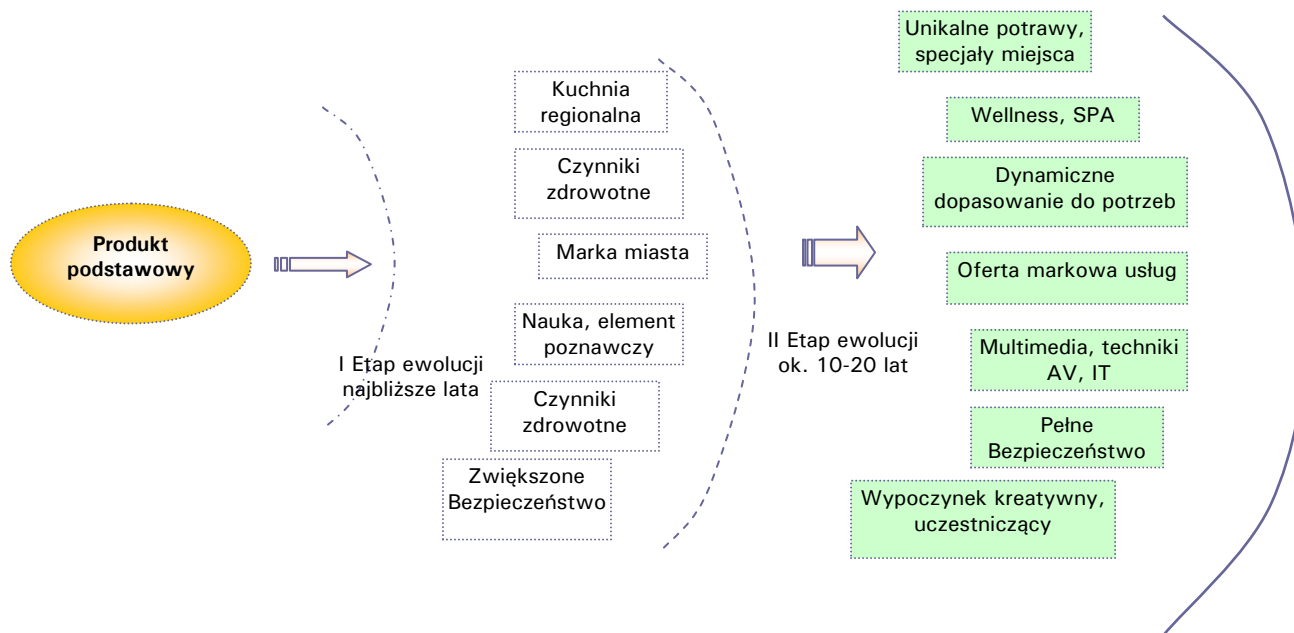 Produkt
podstawowy
I Etap ewolucji
najbliższe lata
Kuchnia
regionalna
Czynniki
zdrowotne
Marka miasta
Nauka, element
poznawczy
Czynniki
zdrowotne
Zwiększone
Bezpieczeństwo
II Etap ewolucji
ok. 10-20 lat
Unikalne potrawy,
specjały miejsca
Wellness, SPA
Dynamiczne
dopasowanie do potrzeb
Oferta markowa usług
Multimedia, techniki
AV, IT
Pełne
Bezpieczeństwo
Wypoczynek kreatywny,
uczestniczący